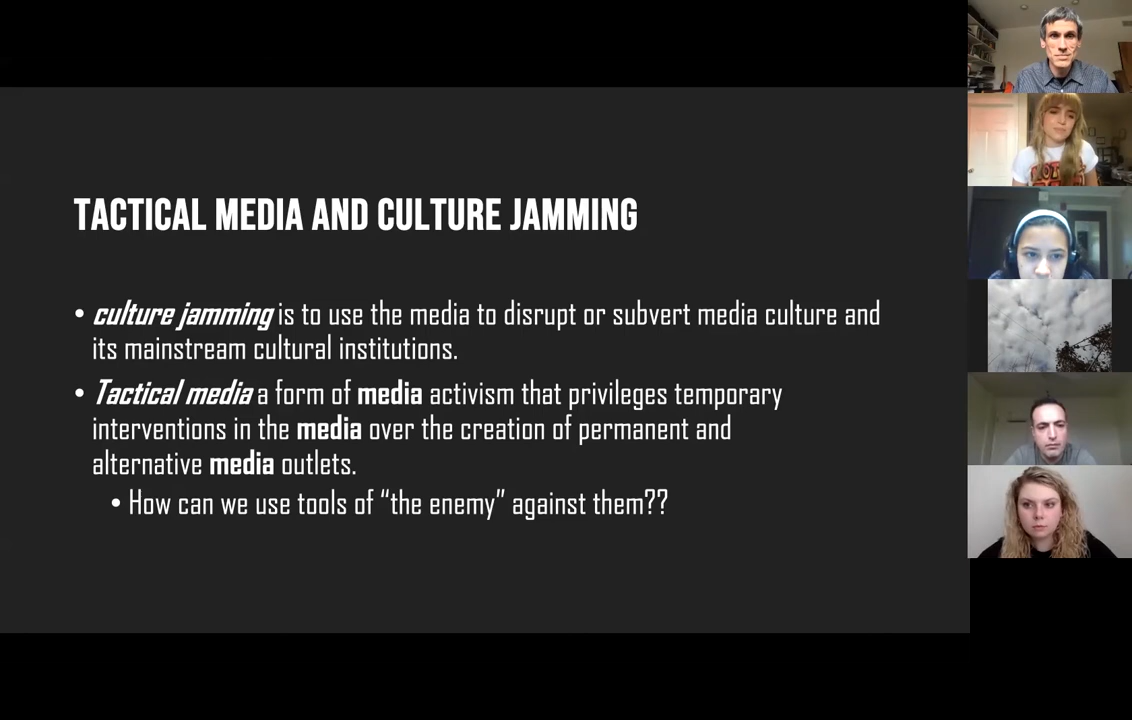 TACTICAL MEDIA AND CULTURE JAMMING
• culture jamming is to use the media to disrupt or subvert media culture and
its mainstream cultural institutions.
• Tactical media a form of media activism that privileges temporary
interventions in the media over the creation of permanent and
alternative media outlets.
• How can we use tools of “the enemy” against them??